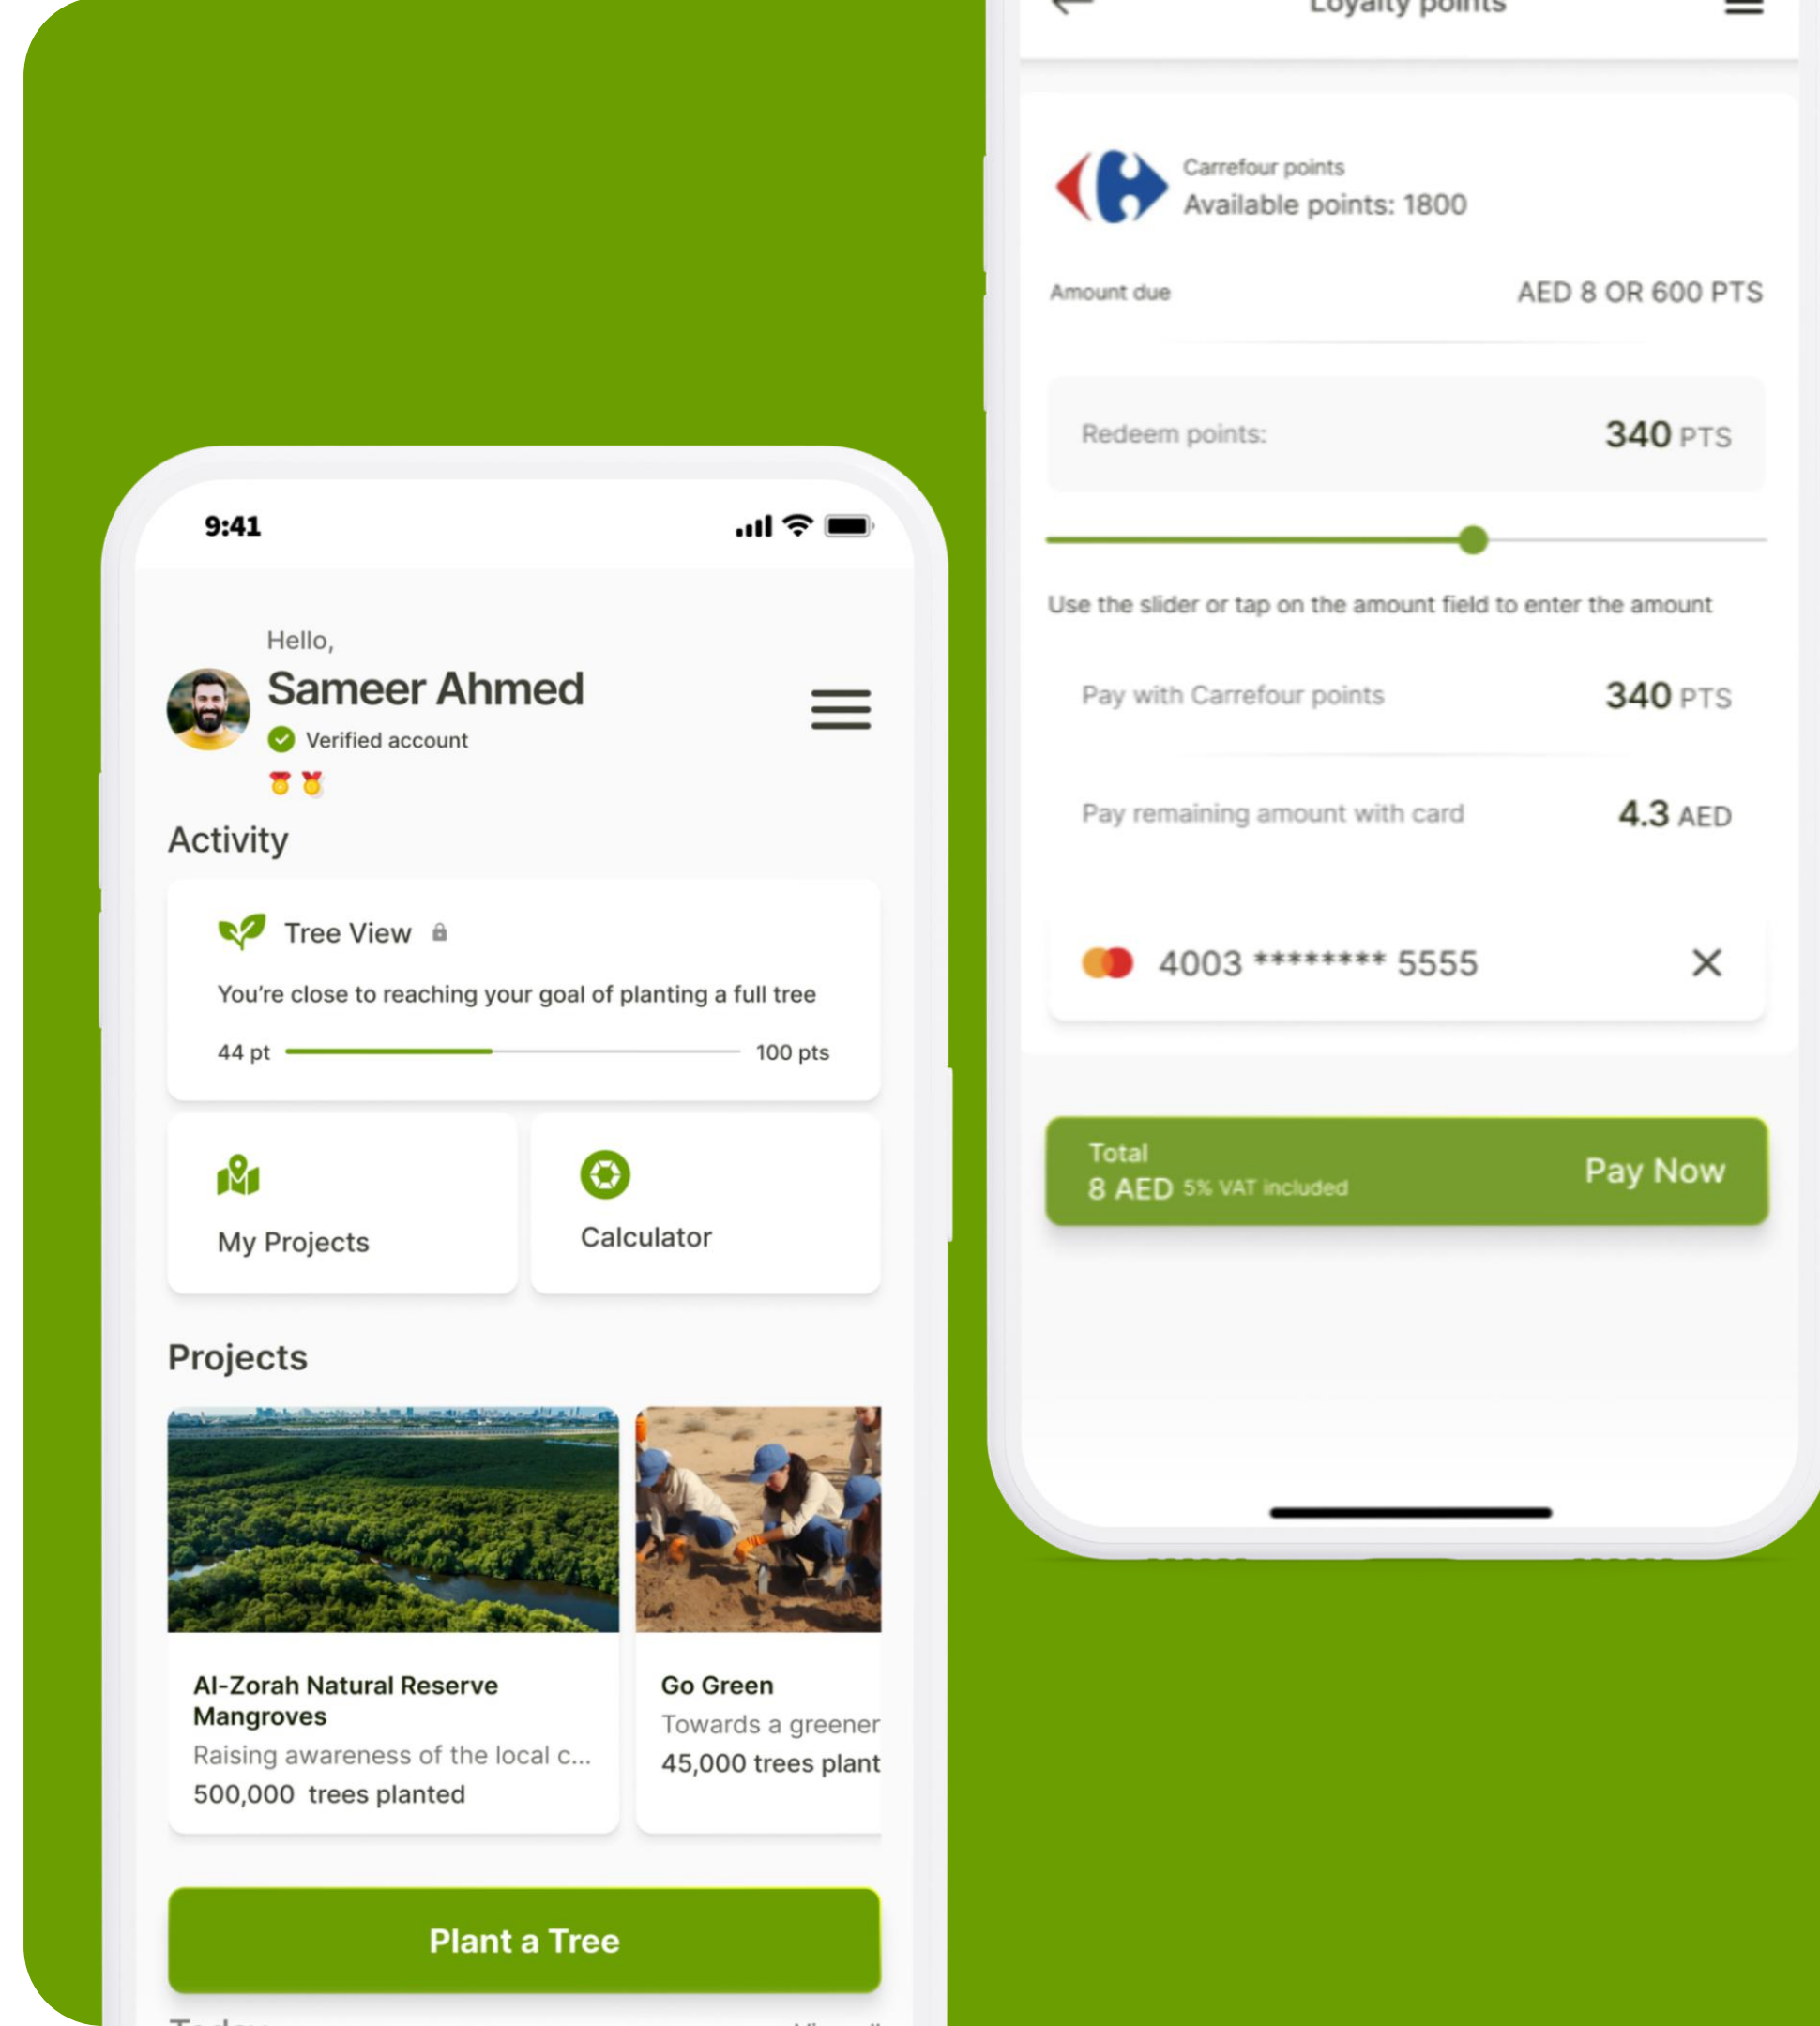 9:41
Hello,
Sameer Ahmed
Verified account
Activity
Tree View
You're close to reaching your goal of planting a full tree
44 pt 100 pts
My Projects
Calculator
Projects
Al-Zorah Natural Reserve
Mangroves
Raising awareness of the local c...
500,000 trees planted
Go Green
Towards a greener
45,000 trees plant
Plant a Tree
Loyalty points
Carrefour points
Available points: 1800
Amount due AED 8 OR 600 PTS
Redeem points: 340 PTS
Use the slider or tap on the amount field to enter the amount
Pay with Carrefour points 340 PTS
Pay remaining amount with card 4.3 AED
4003 ******** 5555
Total
8 AED 5% VAT included
Pay Now